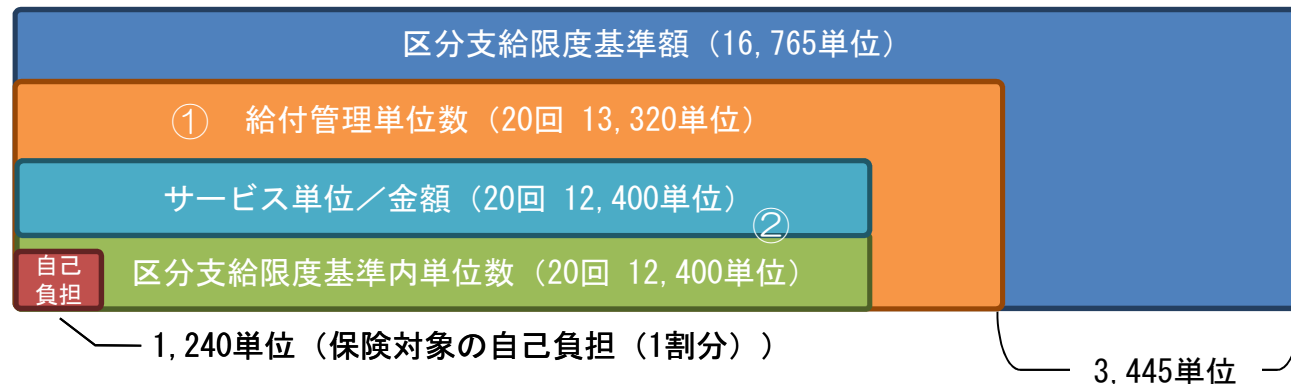 区分支給限度基準額（16,765単位）
① 給付管理単位数（20回 13,320単位）
サービス単位／金額（20回 12,400単位）
②
自己
負担
区分支給限度基準内単位数（20回 12,400単位）
1,240単位（保険対象の自己負担（1割分））
3,445単位